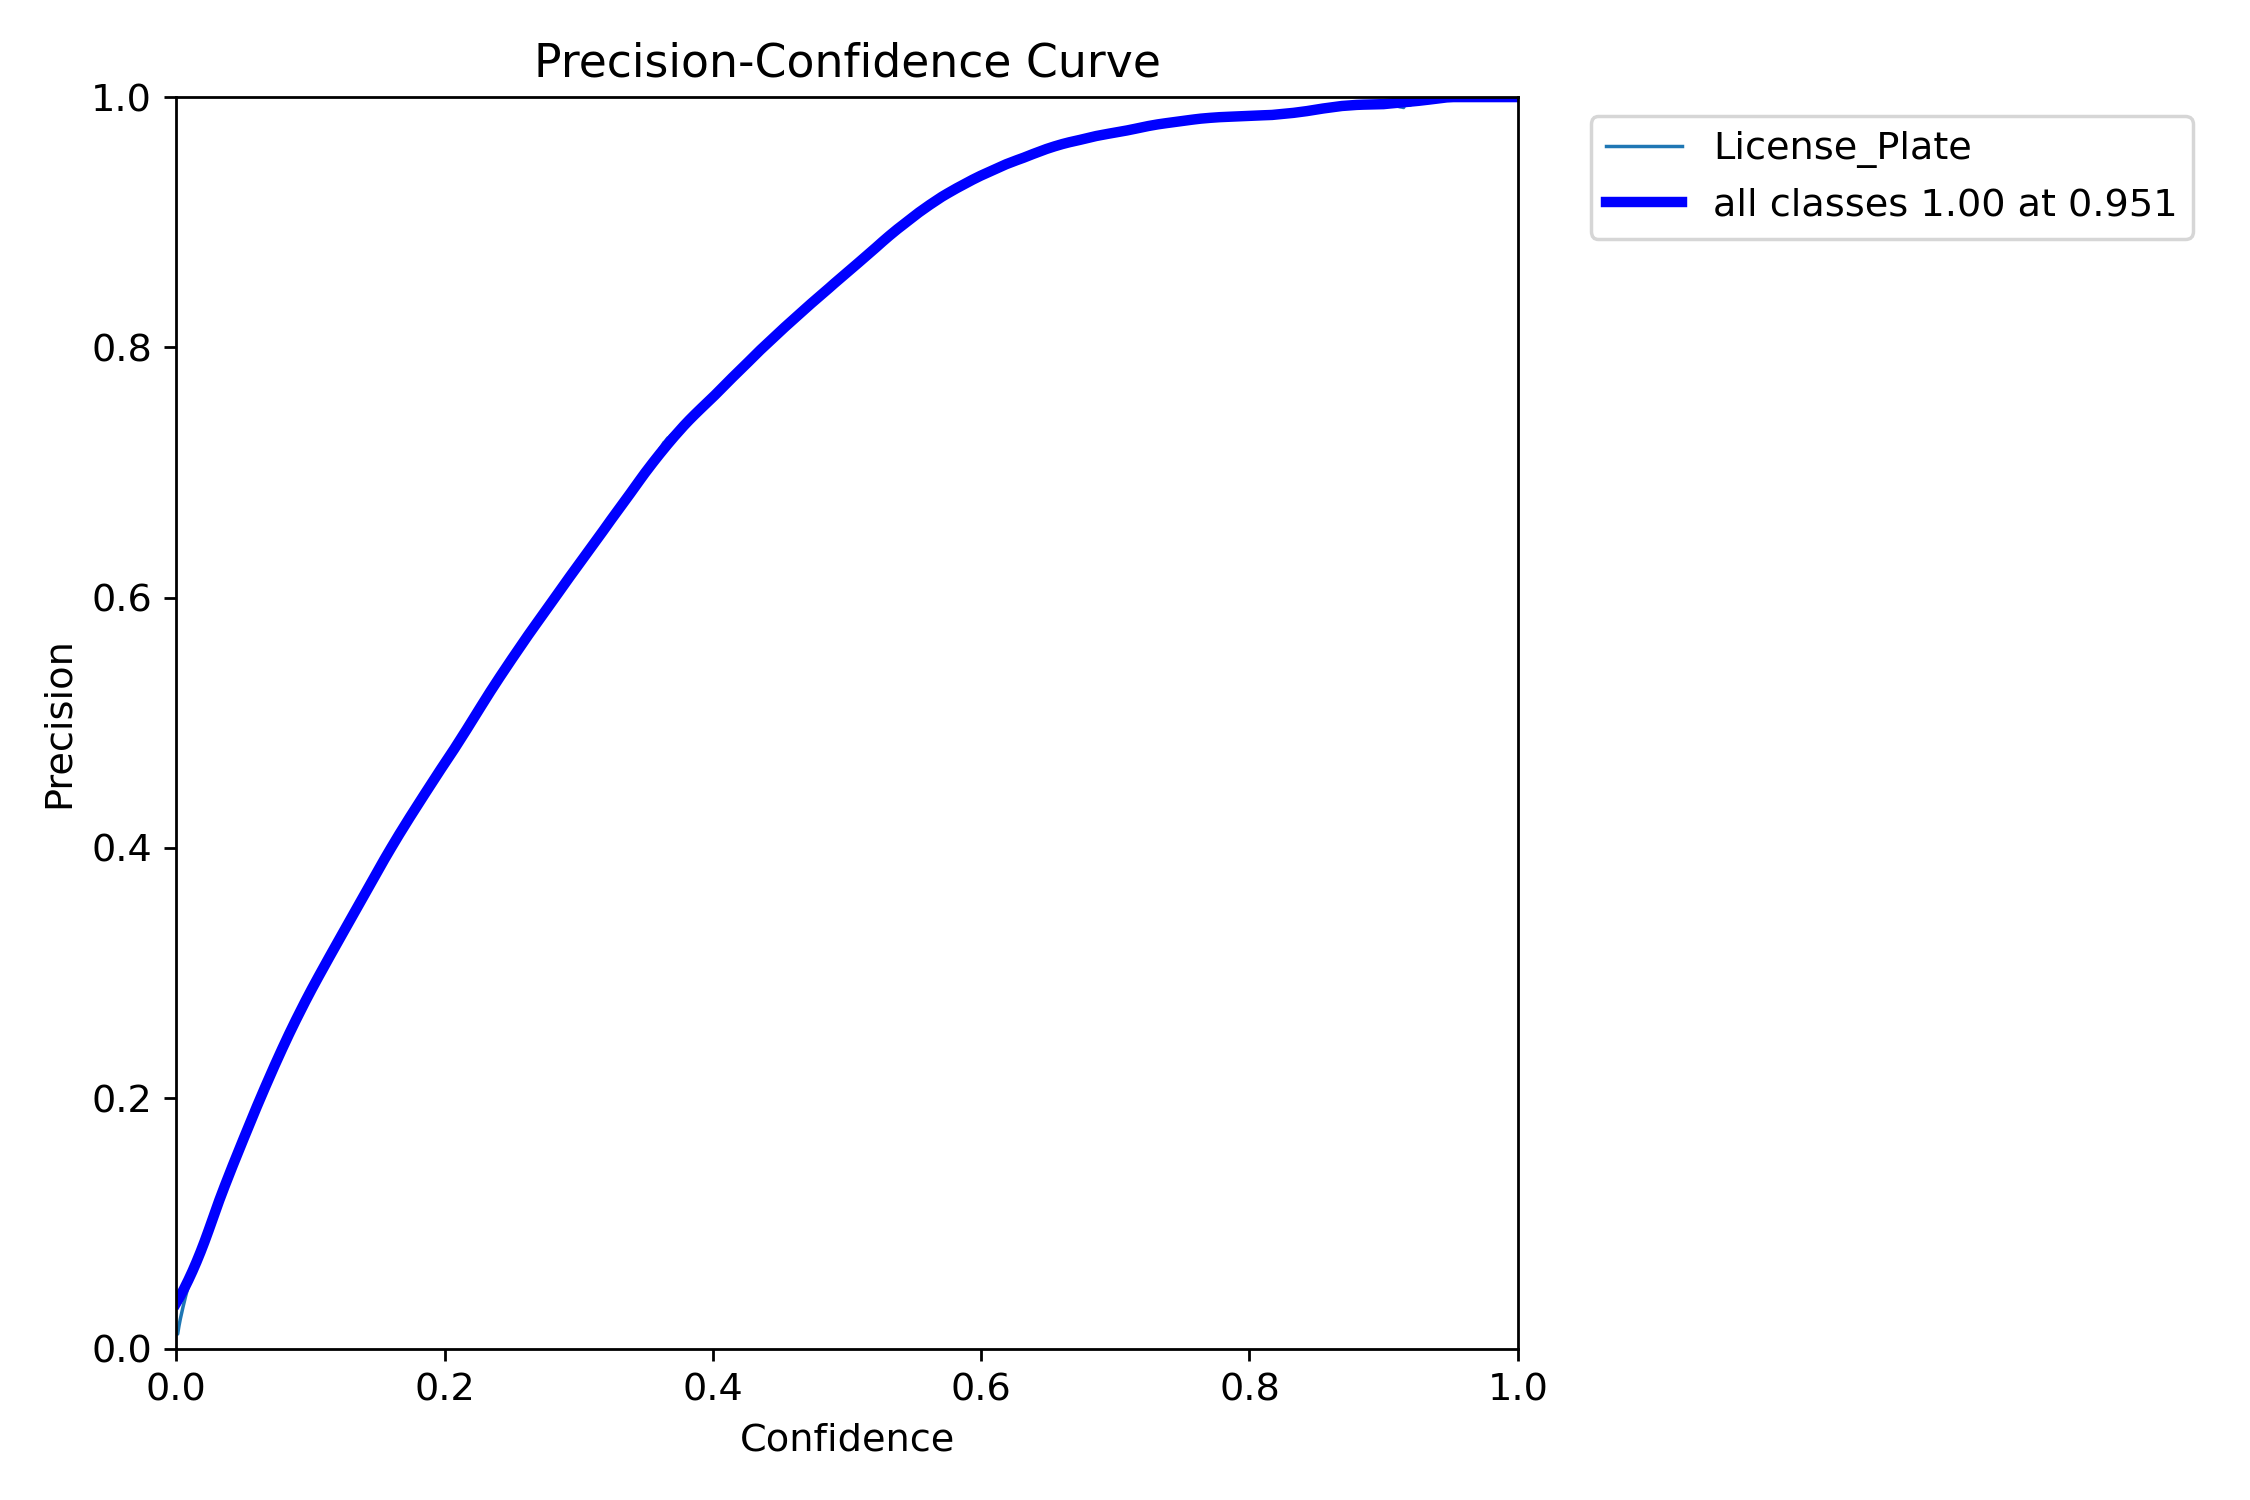 Precision-Confidence Curve
1.0
0.8
0.6
0.4
0.2
0.0
Precision
0.0 0.2 0.4 0.6 0.8 1.0
Confidence
License_Plate
all classes 1.00 at 0.951